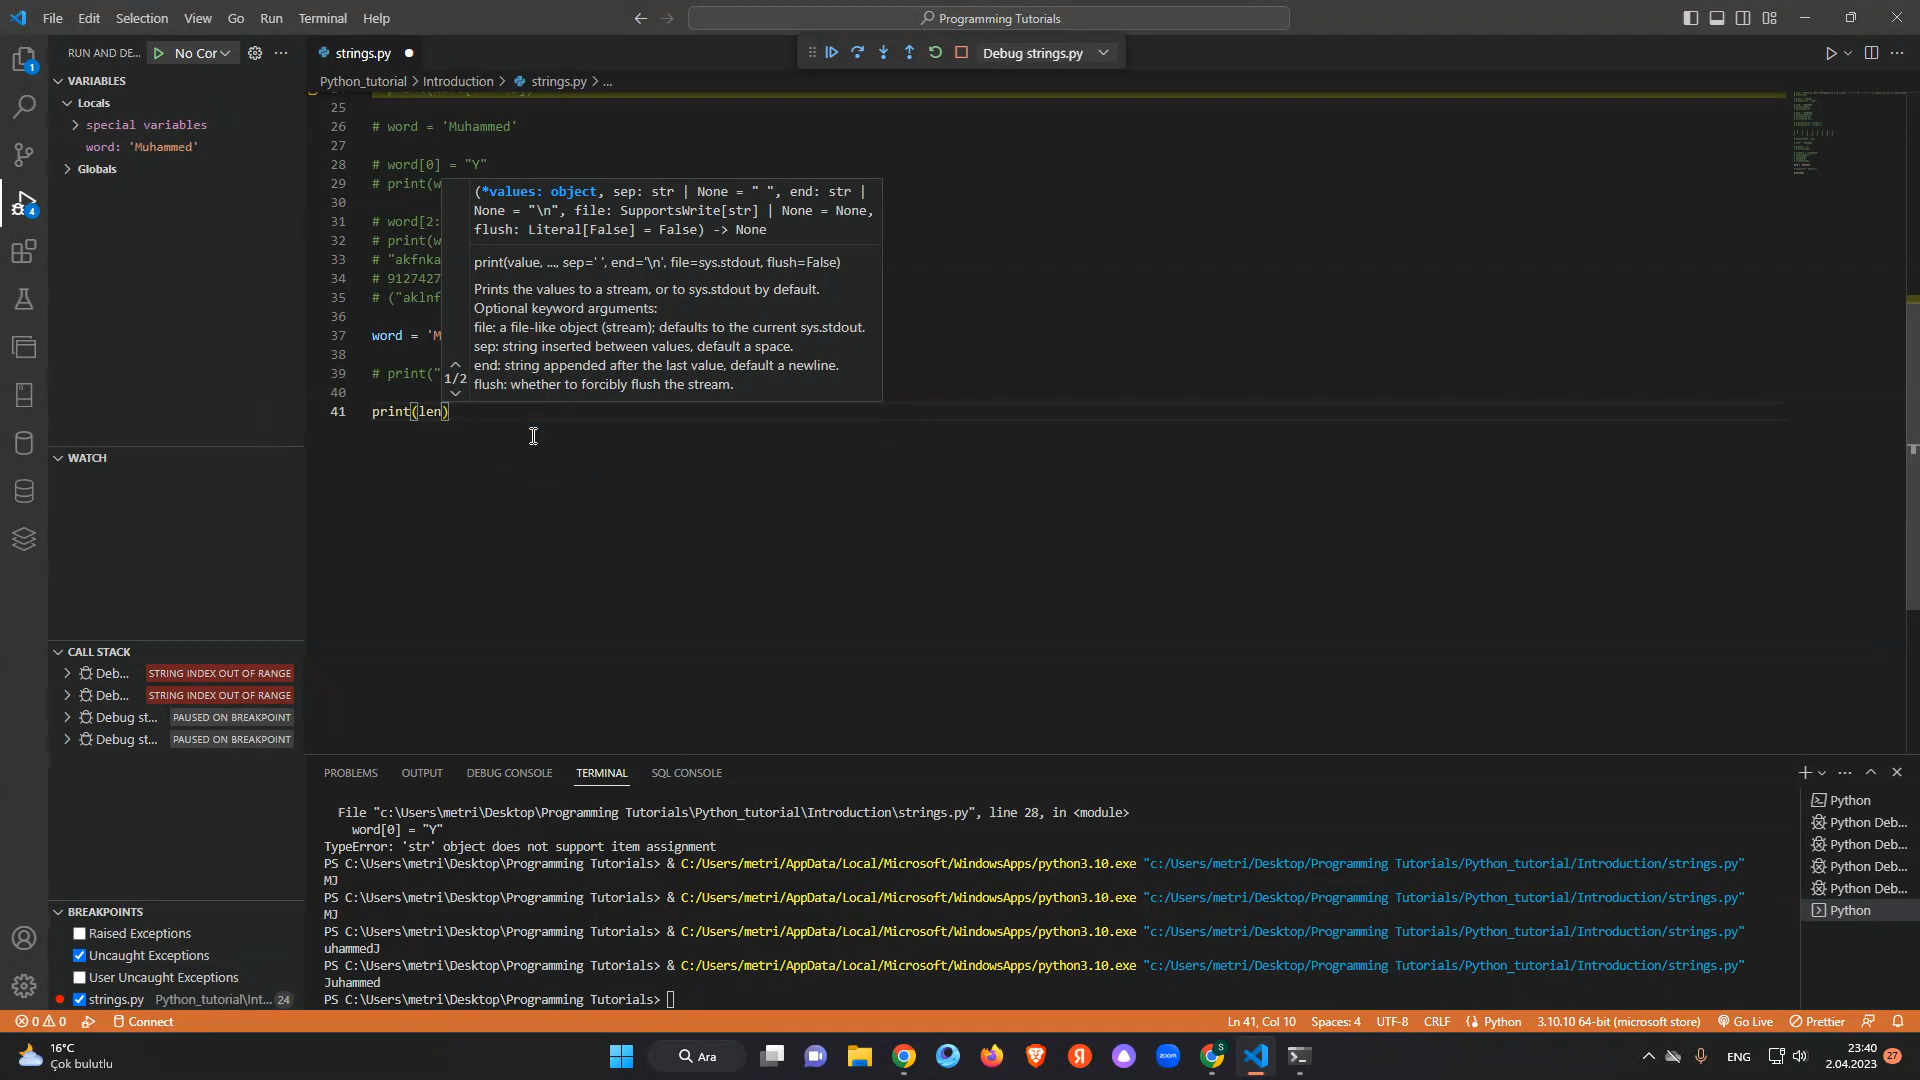 File Edit Selection View Go Run Terminal Help
Programming Tutorials
RUN AND DE...
No Cor
strings.py
Debug strings.py
Python_tutorial > Introduction > strings.py > ...
VARIABLES
Locals
special variables
word: 'Muhammed'
Globals
WATCH
CALL STACK
Deb... STRING INDEX OUT OF RANGE
Deb... STRING INDEX OUT OF RANGE
Debug st... PAUSED ON BREAKPOINT
Debug st... PAUSED ON BREAKPOINT
BREAKPOINTS
Raised Exceptions
Uncaught Exceptions
User Uncaught Exceptions
strings.py Python_tutorial\Int... 24
25
26 # word = 'Muhammed'
27
28 # word[0] = "Y"
29 # print(w
30
31 # word[2:
32 # print(w
33 # "akfnka
34 # 9127427
35 # ("aklnf
36
37 word = 'M
38
39 # print("
40
41 print(len)
(*values: object, sep: str | None = " ", end: str |
None = "\n", file: SupportsWrite[str] | None = None,
flush: Literal[False] = False) -> None
print(value, ..., sep=' ', end='\n', file=sys.stdout, flush=False)
Prints the values to a stream, or to sys.stdout by default.
Optional keyword arguments:
file: a file-like object (stream); defaults to the current sys.stdout.
sep: string inserted between values, default a space.
end: string appended after the last value, default a newline.
flush: whether to forcibly flush the stream.
1/2
PROBLEMS OUTPUT DEBUG CONSOLE TERMINAL SQL CONSOLE
File "c:\Users\metri\Desktop\Programming Tutorials\Python_tutorial\Introduction\strings.py", line 28, in <module>
word[0] = "Y"
TypeError: 'str' object does not support item assignment
PS C:\Users\metri\Desktop\Programming Tutorials> & C:/Users/metri/AppData/Local/Microsoft/WindowsApps/python3.10.exe "c:/Users/metri/Desktop/Programming Tutorials/Python_tutorial/Introduction/strings.py"
MJ
PS C:\Users\metri\Desktop\Programming Tutorials> & C:/Users/metri/AppData/Local/Microsoft/WindowsApps/python3.10.exe "c:/Users/metri/Desktop/Programming Tutorials/Python_tutorial/Introduction/strings.py"
MJ
PS C:\Users\metri\Desktop\Programming Tutorials> & C:/Users/metri/AppData/Local/Microsoft/WindowsApps/python3.10.exe "c:/Users/metri/Desktop/Programming Tutorials/Python_tutorial/Introduction/strings.py"
uhammedJ
PS C:\Users\metri\Desktop\Programming Tutorials> & C:/Users/metri/AppData/Local/Microsoft/WindowsApps/python3.10.exe "c:/Users/metri/Desktop/Programming Tutorials/Python_tutorial/Introduction/strings.py"
Juhammed
PS C:\Users\metri\Desktop\Programming Tutorials>
Python
Python Deb...
Python Deb...
Python Deb...
Python Deb...
Python
0 0 Connect
Ln 41, Col 10 Spaces: 4 UTF-8 CRLF Python 3.10.10 64-bit (microsoft store) Go Live Prettier
16°C
Çok bulutlu
Ara
zoom
ENG
23:40
2.04.2023
27